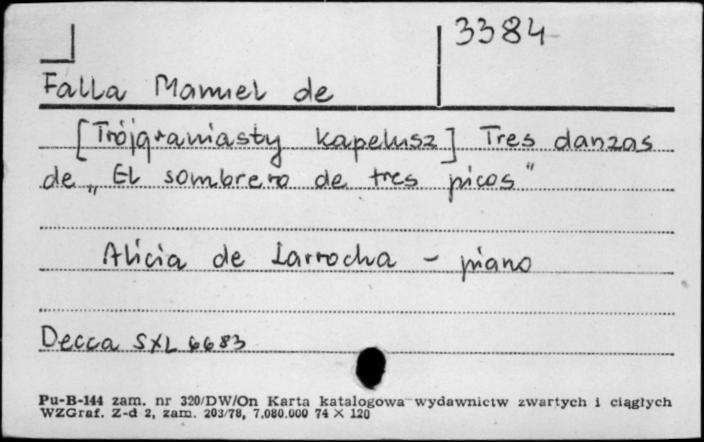 3384
Falla Manuel de
[Trójgraniasty kapelusz] Tres danzas
de „El sombrero de tres picos"
Alicia de Larrocha - piano
Decca SXL 6683
Pu-B-144 zam. nr 320/DW/On Karta katalogowa wydawnictw zwartych i ciągłych
WZGraf. Z-d 2, zam. 203/78, 7.080.000 74 × 120